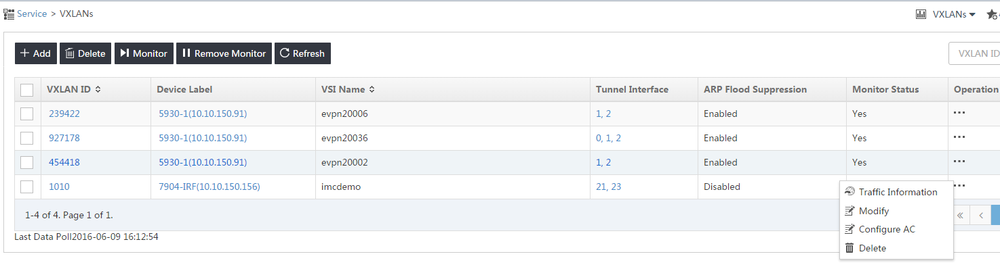 Service > VXLANs VXLANs
Add Delete Monitor Remove Monitor Refresh VXLAN ID
VXLAN ID Device Label VSI Name Tunnel Interface ARP Flood Suppression Monitor Status Operation
239422 5930-1(10.10.150.91) evpn20006 1, 2 Enabled Yes ...
927178 5930-1(10.10.150.91) evpn20036 0, 1, 2 Enabled Yes ...
454418 5930-1(10.10.150.91) evpn20002 1, 2 Enabled Yes ...
1010 7904-IRF(10.10.150.156) imcdemo 21, 23 Disabled ...
Traffic Information
Modify
Configure AC
Delete
1-4 of 4. Page 1 of 1. « <
Last Data Poll2016-06-09 16:12:54